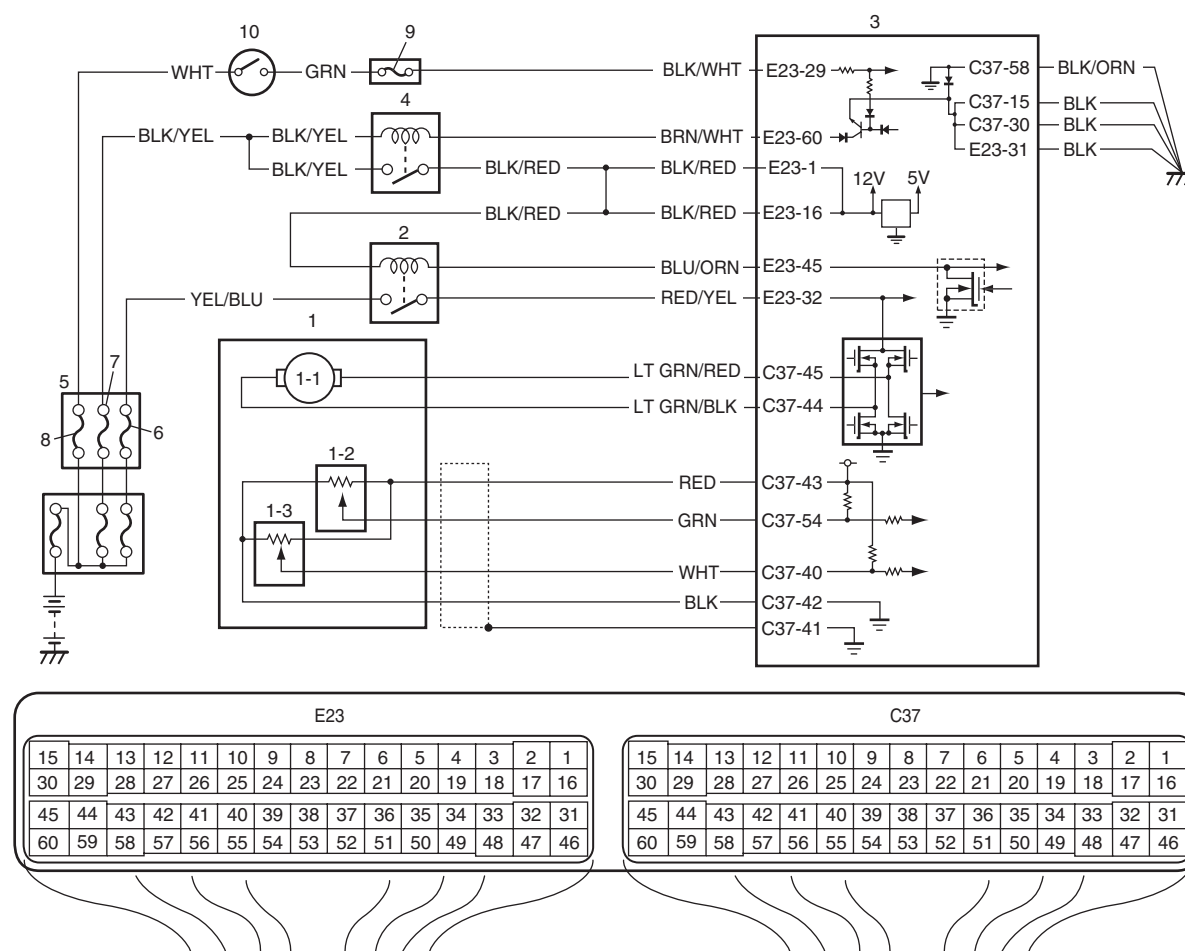 3
10
9
WHT
GRN
BLK/WHT
E23-29
C37-58
BLK/ORN
4
C37-15
BLK
BLK/YEL
BLK/YEL
BRN/WHT
E23-60
C37-30
BLK
E23-31
BLK
BLK/YEL
BLK/RED
BLK/RED
E23-1
12V
5V
BLK/RED
BLK/RED
E23-16
2
BLU/ORN
E23-45
YEL/BLU
RED/YEL
E23-32
1
7
5
1-1
LT GRN/RED
C37-45
LT GRN/BLK
C37-44
8
6
1-2
RED
C37-43
1-3
GRN
C37-54
WHT
C37-40
BLK
C37-42
C37-41
E23
C37
15 14 13 12 11 10 9 8 7 6 5 4 3 2 1
15 14 13 12 11 10 9 8 7 6 5 4 3 2 1
30 29 28 27 26 25 24 23 22 21 20 19 18 17 16
30 29 28 27 26 25 24 23 22 21 20 19 18 17 16
45 44 43 42 41 40 39 38 37 36 35 34 33 32 31
45 44 43 42 41 40 39 38 37 36 35 34 33 32 31
60 59 58 57 56 55 54 53 52 51 50 49 48 47 46
60 59 58 57 56 55 54 53 52 51 50 49 48 47 46